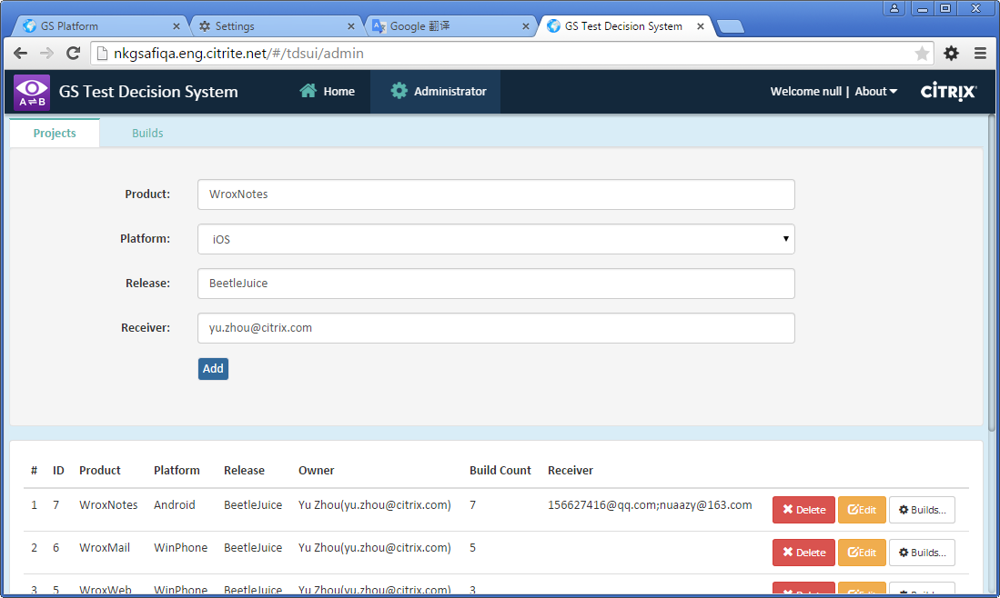 GS Platform
Settings
Google 翻译
GS Test Decision System
nkgsafiqa.eng.citrite.net/#/tdsui/admin
A⇌B GS Test Decision System Home Administrator Welcome null | About CITRIX
Projects Builds
Product: WroxNotes
Platform: iOS
Release: BeetleJuice
Receiver: yu.zhou@citrix.com
Add
# ID Product Platform Release Owner Build Count Receiver
1 7 WroxNotes Android BeetleJuice Yu Zhou(yu.zhou@citrix.com) 7 156627416@qq.com;nuaazy@163.com Delete Edit Builds...
2 6 WroxMail WinPhone BeetleJuice Yu Zhou(yu.zhou@citrix.com) 5 Delete Edit Builds...
3 5 WroxWeb WinPhone BeetleJuice Yu Zhou(yu.zhou@citrix.com) 3 Delete Edit Builds...